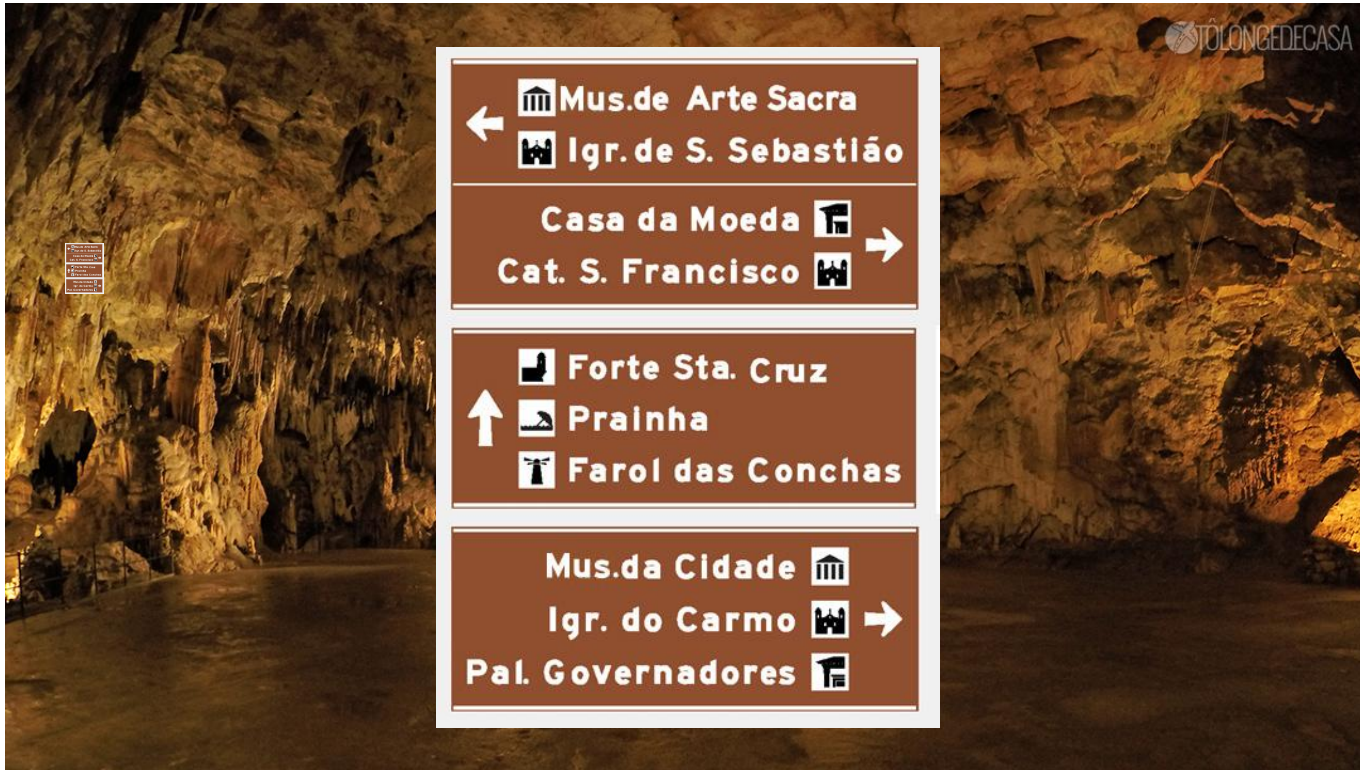 TÔLONGEDECASA
Mus.de Arte Sacra
Igr. de S. Sebastião
Casa da Moeda
Cat. S. Francisco
Forte Sta. Cruz
Prainha
Farol das Conchas
Mus.da Cidade
Igr. do Carmo
Pal. Governadores